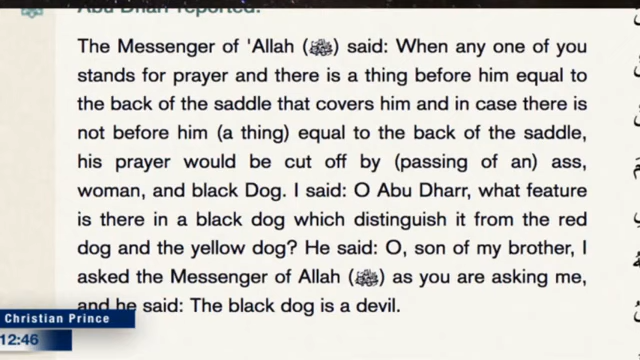 Abu Dharr reported:
The Messenger of 'Allah (ﷺ) said: When any one of you
stands for prayer and there is a thing before him equal to
the back of the saddle that covers him and in case there is
not before him (a thing) equal to the back of the saddle,
his prayer would be cut off by (passing of an) ass,
woman, and black Dog. I said: O Abu Dharr, what feature
is there in a black dog which distinguish it from the red
dog and the yellow dog? He said: O, son of my brother, I
asked the Messenger of Allah (ﷺ) as you are asking me,
and he said: The black dog is a devil.
Christian Prince
12:46